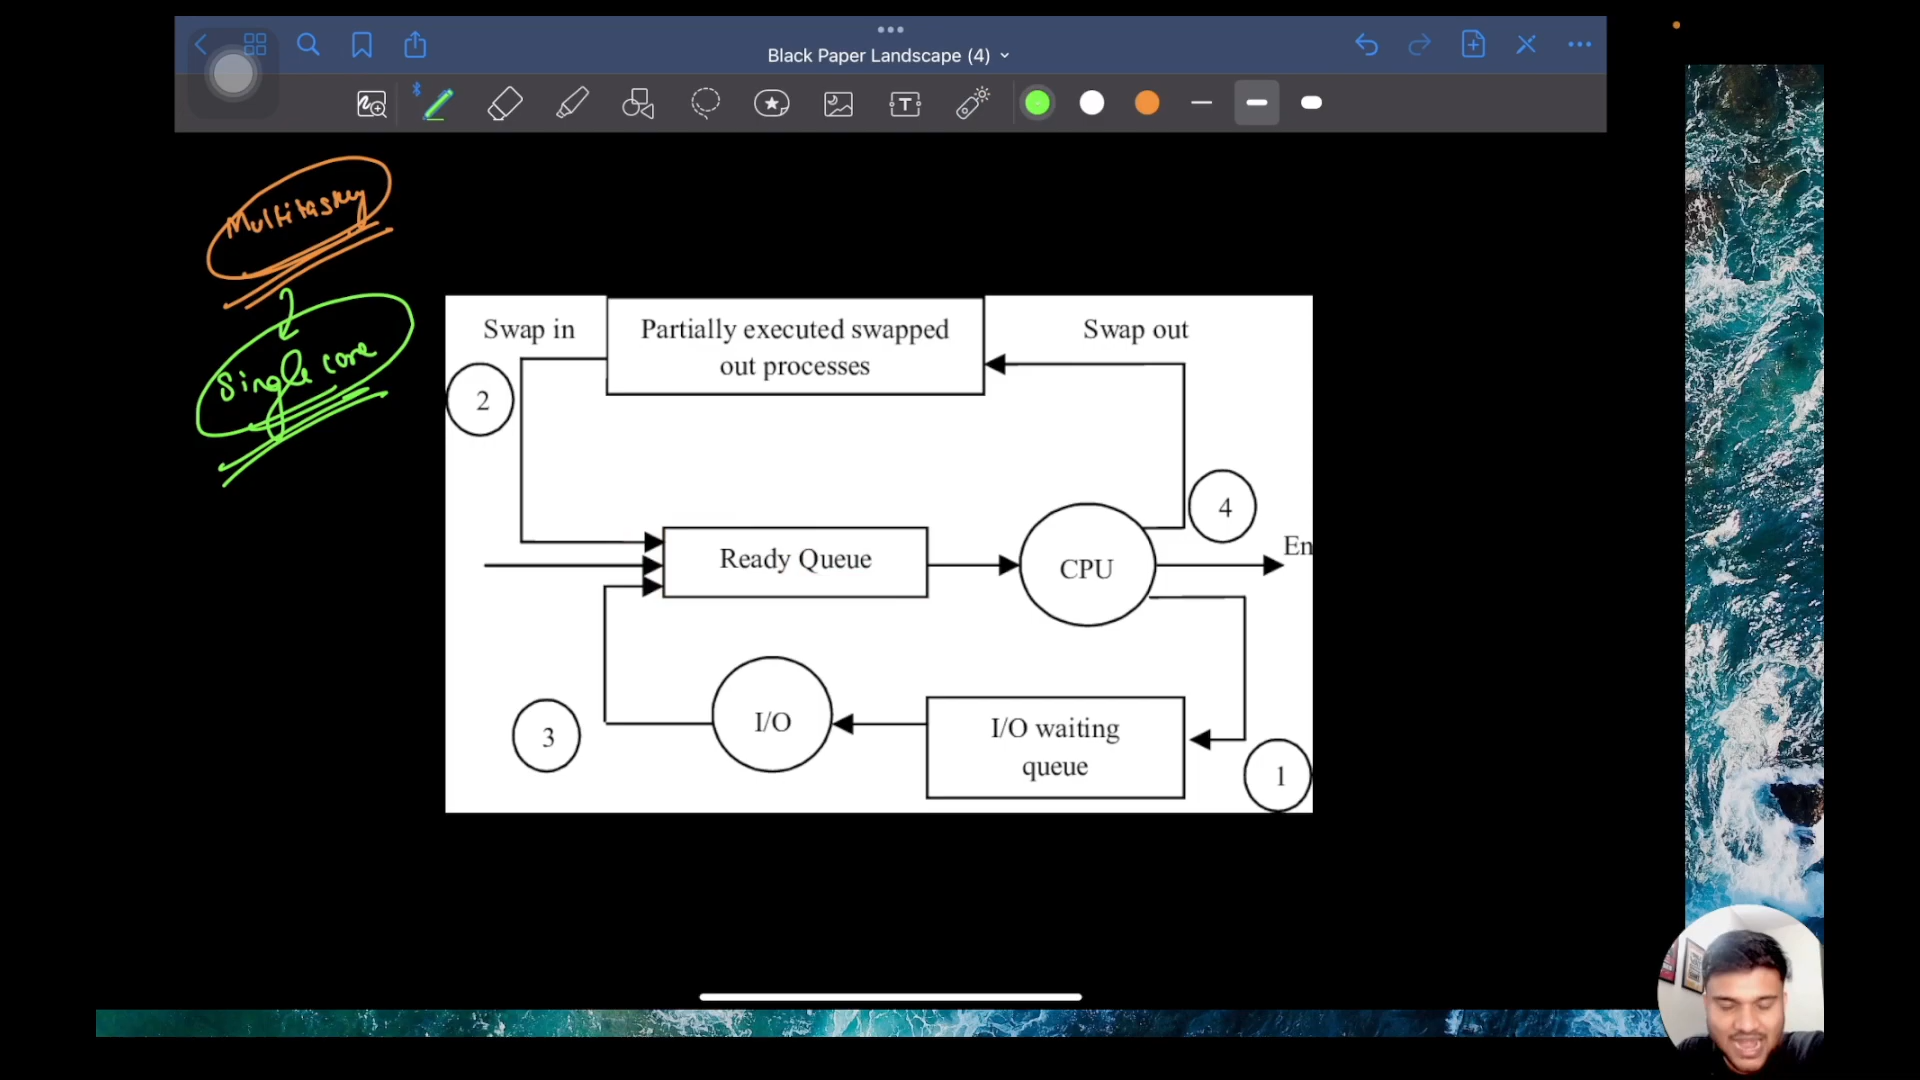 Black Paper Landscape (4)
Multitasky
Single core
Swap in
Partially executed swapped
out processes
Swap out
2
4
Ready Queue
CPU
En
3
I/O
I/O waiting
queue
1